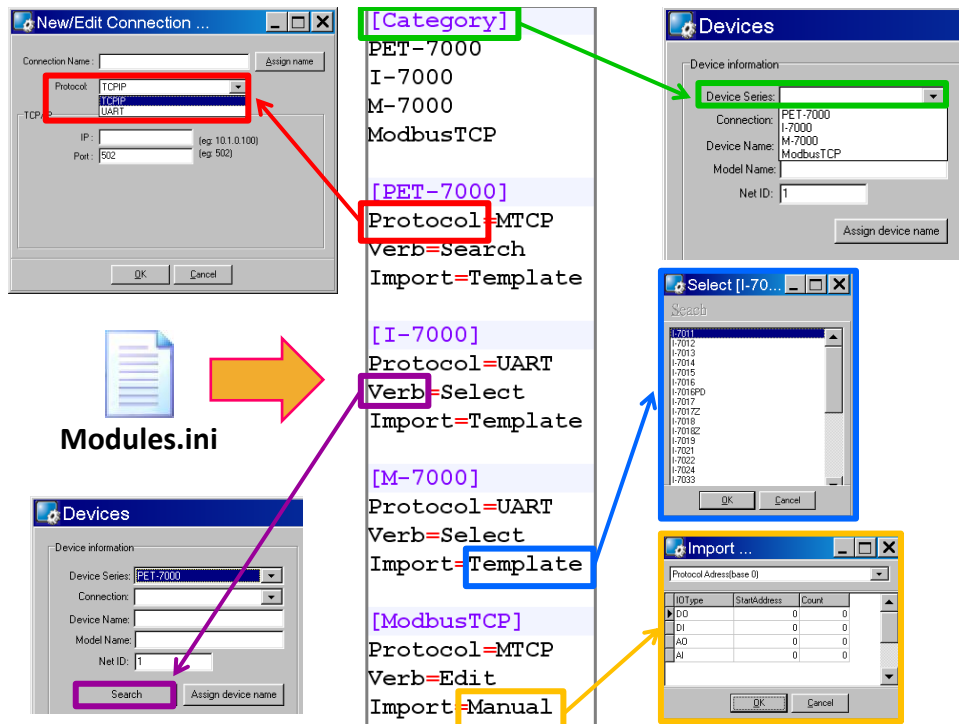 New/Edit Connection ...
Connection Name :
Assign name
Protocol:
TCPIP
TCPIP
UART
TCP/IP
IP :
(eg: 10.1.0.100)
Port :
502
(eg: 502)
OK
Cancel
Modules.ini
Devices
Device information
Device Series:
PET-7000
Connection:
Device Name:
Model Name:
Net ID:
1
Search
Assign device name
[Category]
PET-7000
I-7000
M-7000
ModbusTCP
[PET-7000]
Protocol=MTCP
Verb=Search
Import=Template
[I-7000]
Protocol=UART
Verb=Select
Import=Template
[M-7000]
Protocol=UART
Verb=Select
Import=Template
[ModbusTCP]
Protocol=MTCP
Verb=Edit
Import=Manual
Devices
Device information
Device Series:
Connection:
PET-7000
I-7000
M-7000
ModbusTCP
Device Name:
Model Name:
Net ID:
1
Assign device name
Select [I-70...
Seach
I-7011
I-7012
I-7013
I-7014
I-7015
I-7016
I-7016PD
I-7017
I-7017Z
I-7018
I-7018Z
I-7019
I-7021
I-7022
I-7024
I-7033
OK
Cancel
Import ...
Protocol Adress(base 0)
IOType StartAddress Count
DO 0 0
DI 0 0
AO 0 0
AI 0 0
OK
Cancel